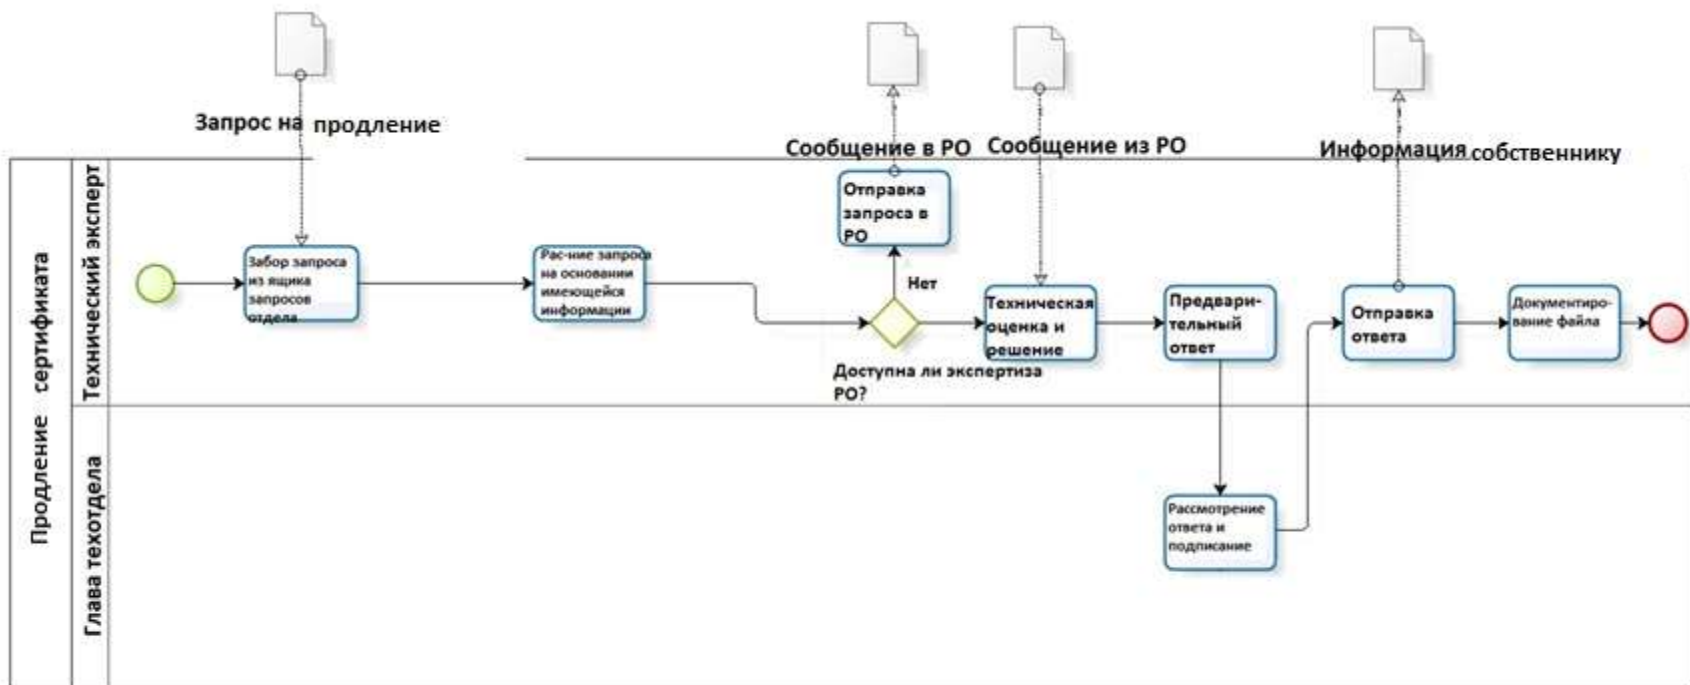 Запрос на продление
Сообщение в РО
Сообщение из РО
Информация собственнику
Продление сертификата
Технический эксперт
Забор запроса
из ящика
запросов
отдела
Рас-ние запроса
на основании
имеющейся
информации
Отправка
запроса в
РО
Нет
Доступна ли экспертиза
РО?
Техническая
оценка и
решение
Предвари-
тельный
ответ
Отправка
ответа
Документиро-
вание файла
Глава техотдела
Рассмотрение
ответа и
подписание